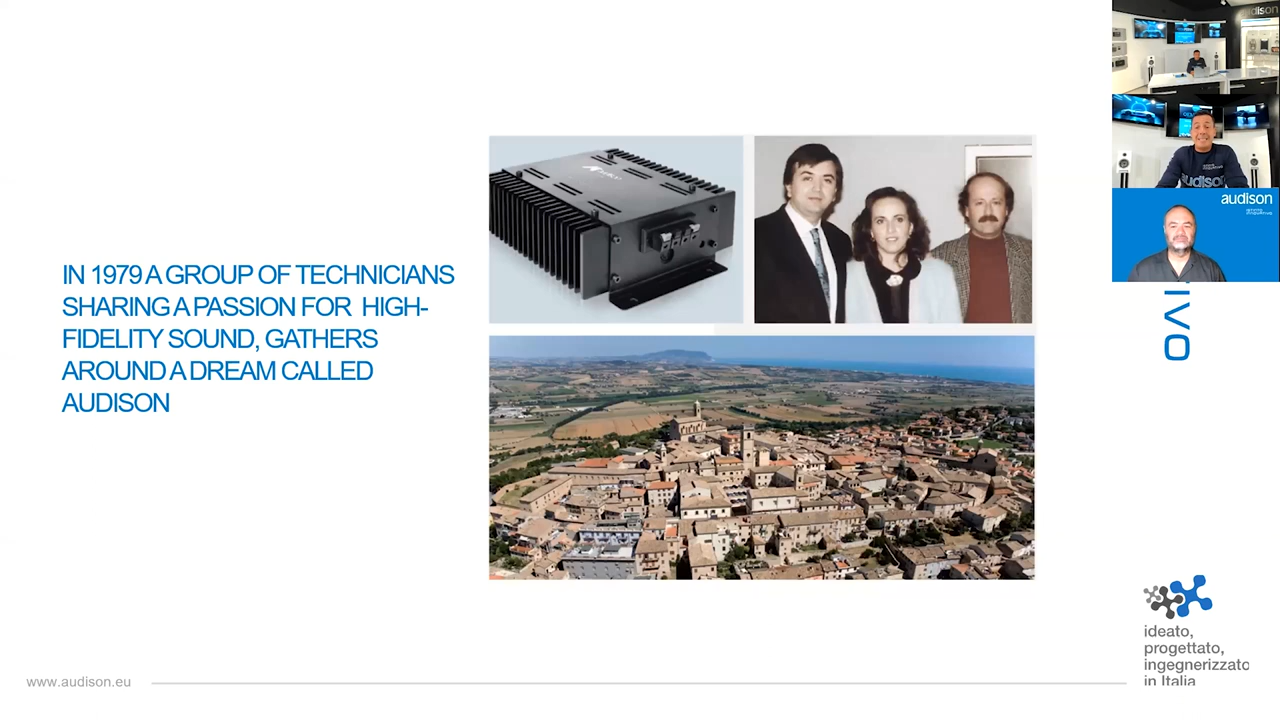 IN 1979 A GROUP OF TECHNICIANS
SHARING A PASSION FOR HIGH-
FIDELITY SOUND, GATHERS
AROUND A DREAM CALLED
AUDISON
audison
audison
audison
IVO
ideato,
progettato,
ingegnerizzato
in Italia
www.audison.eu